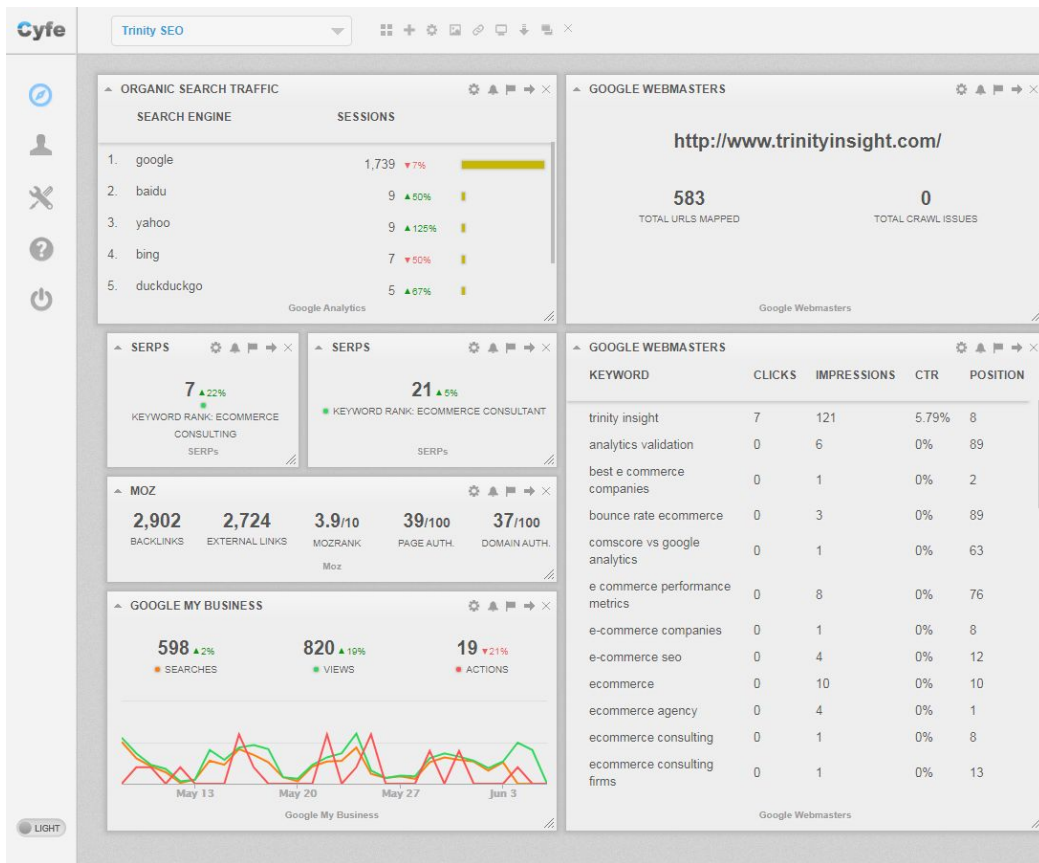 Cyfe
Trinity SEO
ORGANIC SEARCH TRAFFIC
SEARCH ENGINE SESSIONS
1. google 1,739 ▼7%
2. baidu 9 ▲50%
3. yahoo 9 ▲125%
4. bing 7 ▼50%
5. duckduckgo 5 ▲67%
Google Analytics
GOOGLE WEBMASTERS
http://www.trinityinsight.com/
583 0
TOTAL URLS MAPPED TOTAL CRAWL ISSUES
Google Webmasters
SERPS
7 ▲22%
KEYWORD RANK: ECOMMERCE
CONSULTING
SERPs
SERPS
21 ▲5%
KEYWORD RANK: ECOMMERCE CONSULTANT
SERPs
MOZ
2,902 2,724 3.9/10 39/100 37/100
BACKLINKS EXTERNAL LINKS MOZRANK PAGE AUTH. DOMAIN AUTH.
Moz
GOOGLE MY BUSINESS
598 ▲2% 820 ▲19% 19 ▼21%
SEARCHES VIEWS ACTIONS
May 13 May 20 May 27 Jun 3
Google My Business
GOOGLE WEBMASTERS
KEYWORD CLICKS IMPRESSIONS CTR POSITION
trinity insight 7 121 5.79% 8
analytics validation 0 6 0% 89
best e commerce
companies 0 1 0% 2
bounce rate ecommerce 0 3 0% 89
comscore vs google
analytics 0 1 0% 63
e commerce performance
metrics 0 8 0% 76
e-commerce companies 0 1 0% 8
e-commerce seo 0 4 0% 12
ecommerce 0 10 0% 10
ecommerce agency 0 4 0% 1
ecommerce consulting 0 1 0% 8
ecommerce consulting
firms 0 1 0% 13
Google Webmasters
LIGHT